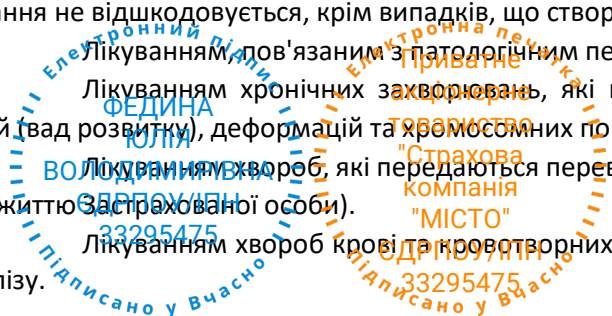 ання не відшкодовується, крім випадків, що створ
Лікуванням, пов'язаним з патологічним пе
Лікуванням хронічних захворювань, які
й (вад розвитку), деформацій та хромосомних по
Лікуванням хвороб, які передаються перев
життю Застрахованої особи).
Лікуванням хвороб крові та кровотворних
лізу.
Електронний підпис
ФЕДИНА
ЮЛІЯ
ВОЛОДИМИРІВНА
ЄДРПОУ/ІПН
33295475
Підписано у Вчасно
Електронна печатка
Приватне
акціонерне
товариство
"Страхова
компанія
"МІСТО"
ЄДРПОУ/ІПН
33295475
Підписано у Вчасно